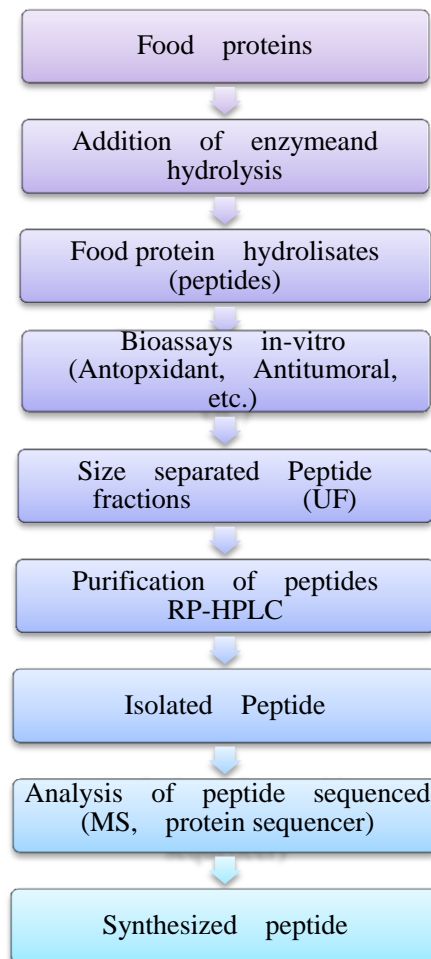 Food proteins
Addition of enzymeand
hydrolysis
Food protein hydrolisates
(peptides)
Bioassays in-vitro
(Antopxidant, Antitumoral,
etc.)
Size separated Peptide
fractions (UF)
Purification of peptides
RP-HPLC
Isolated Peptide
Analysis of peptide sequenced
(MS, protein sequencer)
Synthesized peptide